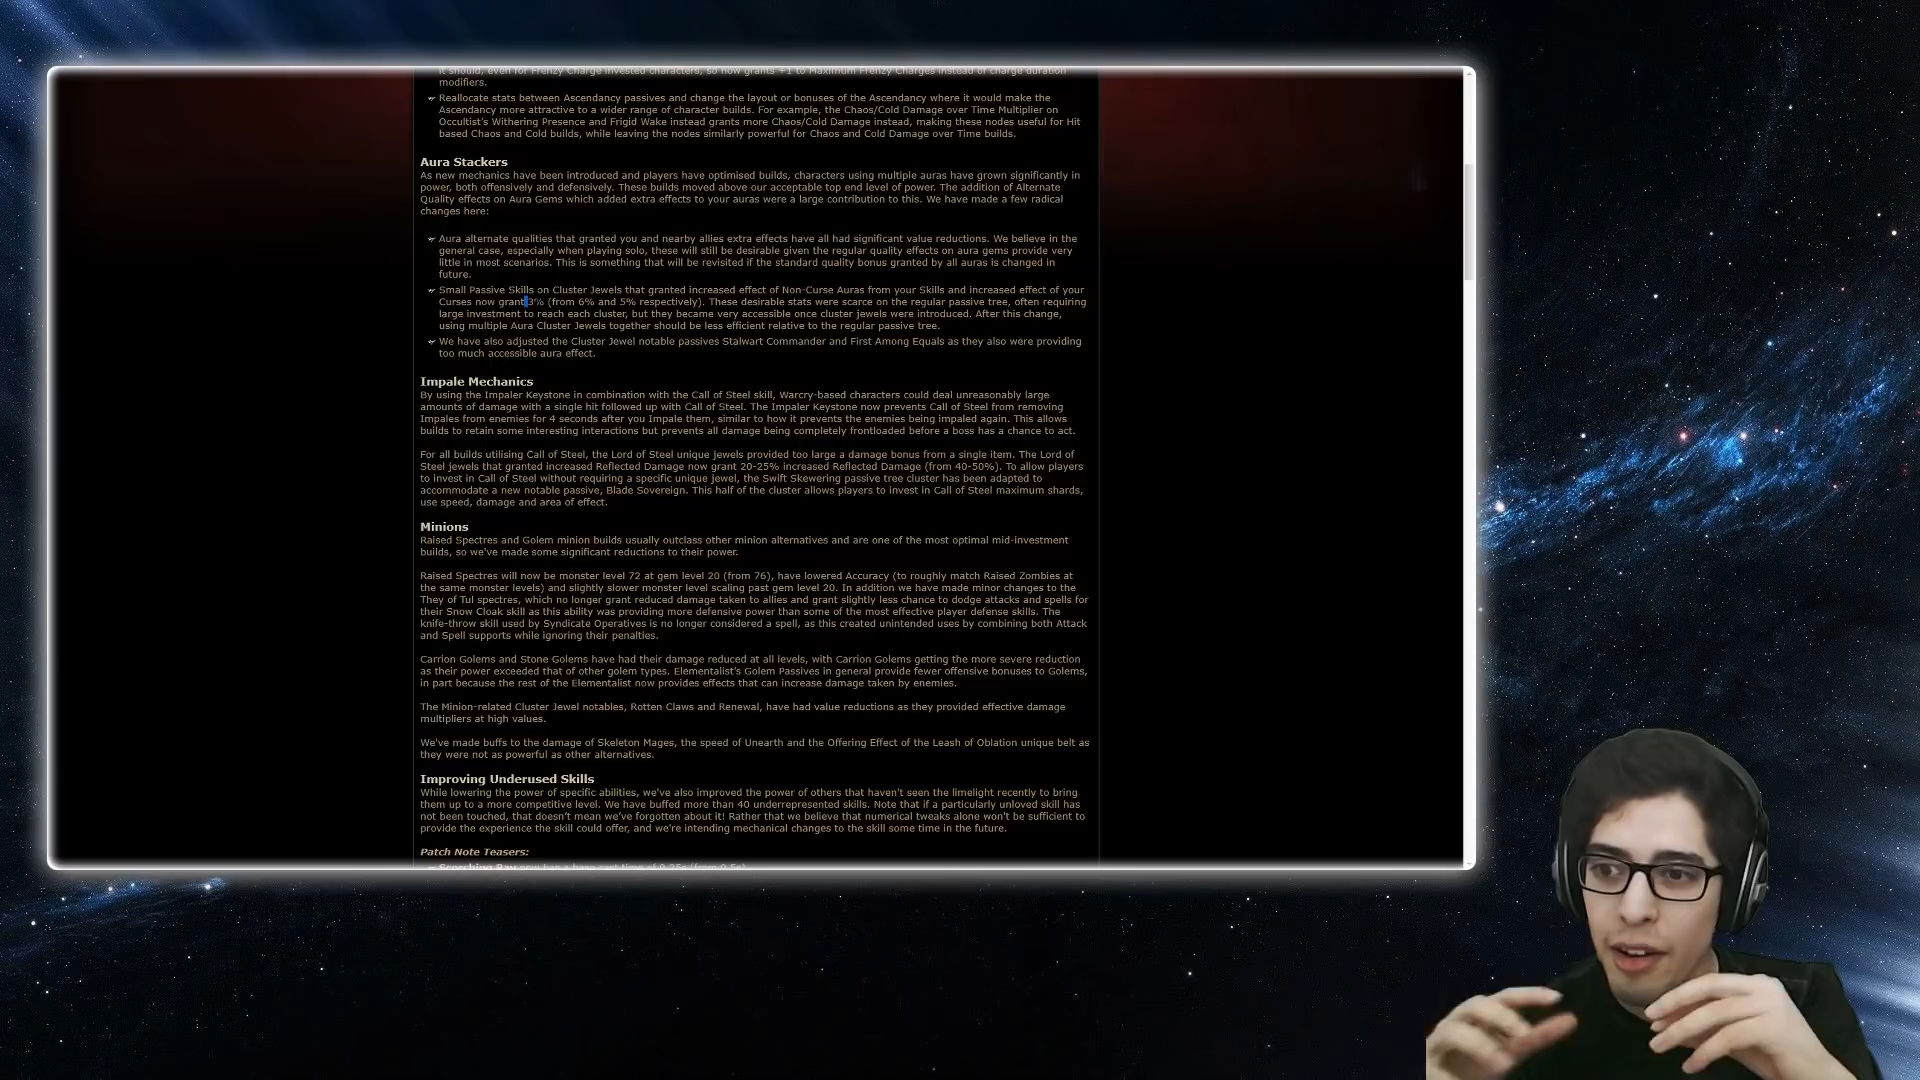 it should, even for Frenzy Charge invested characters, so now grants +1 to Maximum Frenzy Charges instead of charge duration
modifiers.
Reallocate stats between Ascendancy passives and change the layout or bonuses of the Ascendancy where it would make the
Ascendancy more attractive to a wider range of character builds. For example, the Chaos/Cold Damage over Time Multiplier on
Occultist's Withering Presence and Frigid Wake instead grants more Chaos/Cold Damage instead, making these nodes useful for Hit
based Chaos and Cold builds, while leaving the nodes similarly powerful for Chaos and Cold Damage over Time builds.
Aura Stackers
As new mechanics have been introduced and players have optimised builds, characters using multiple auras have grown significantly in
power, both offensively and defensively. These builds moved above our acceptable top end level of power. The addition of Alternate
Quality effects on Aura Gems which added extra effects to your auras were a large contribution to this. We have made a few radical
changes here:
Aura alternate qualities that granted you and nearby allies extra effects have all had significant value reductions. We believe in the
general case, especially when playing solo, these will still be desirable given the regular quality effects on aura gems provide very
little in most scenarios. This is something that will be revisited if the standard quality bonus granted by all auras is changed in
future.
Small Passive Skills on Cluster Jewels that granted increased effect of Non-Curse Auras from your Skills and increased effect of your
Curses now grant 3% (from 6% and 5% respectively). These desirable stats were scarce on the regular passive tree, often requiring
large investment to reach each cluster, but they became very accessible once cluster jewels were introduced. After this change,
using multiple Aura Cluster Jewels together should be less efficient relative to the regular passive tree.
We have also adjusted the Cluster Jewel notable passives Stalwart Commander and First Among Equals as they also were providing
too much accessible aura effect.
Impale Mechanics
By using the Impaler Keystone in combination with the Call of Steel skill, Warcry-based characters could deal unreasonably large
amounts of damage with a single hit followed up with Call of Steel. The Impaler Keystone now prevents Call of Steel from removing
Impales from enemies for 4 seconds after you Impale them, similar to how it prevents the enemies being impaled again. This allows
builds to retain some interesting interactions but prevents all damage being completely frontloaded before a boss has a chance to act.
For all builds utilising Call of Steel, the Lord of Steel unique jewels provided too large a damage bonus from a single item. The Lord of
Steel jewels that granted increased Reflected Damage now grant 20-25% increased Reflected Damage (from 40-50%). To allow players
to invest in Call of Steel without requiring a specific unique jewel, the Swift Skewering passive tree cluster has been adapted to
accommodate a new notable passive, Blade Sovereign. This half of the cluster allows players to invest in Call of Steel maximum shards,
use speed, damage and area of effect.
Minions
Raised Spectres and Golem minion builds usually outclass other minion alternatives and are one of the most optimal mid-investment
builds, so we've made some significant reductions to their power.
Raised Spectres will now be monster level 72 at gem level 20 (from 76), have lowered Accuracy (to roughly match Raised Zombies at
the same monster levels) and slightly slower monster level scaling past gem level 20. In addition we have made minor changes to the
They of Tul spectres, which no longer grant reduced damage taken to allies and grant slightly less chance to dodge attacks and spells for
their Snow Cloak skill as this ability was providing more defensive power than some of the most effective player defense skills. The
knife-throw skill used by Syndicate Operatives is no longer considered a spell, as this created unintended uses by combining both Attack
and Spell supports while ignoring their penalties.
Carrion Golems and Stone Golems have had their damage reduced at all levels, with Carrion Golems getting the more severe reduction
as their power exceeded that of other golem types. Elementalist's Golem Passives in general provide fewer offensive bonuses to Golems,
in part because the rest of the Elementalist now provides effects that can increase damage taken by enemies.
The Minion-related Cluster Jewel notables, Rotten Claws and Renewal, have had value reductions as they provided effective damage
multipliers at high values.
We've made buffs to the damage of Skeleton Mages, the speed of Unearth and the Offering Effect of the Leash of Oblation unique belt as
they were not as powerful as other alternatives.
Improving Underused Skills
While lowering the power of specific abilities, we've also improved the power of others that haven't seen the limelight recently to bring
them up to a more competitive level. We have buffed more than 40 underrepresented skills. Note that if a particularly unloved skill has
not been touched, that doesn't mean we've forgotten about it! Rather that we believe that numerical tweaks alone won't be sufficient to
provide the experience the skill could offer, and we're intending mechanical changes to the skill some time in the future.
Patch Note Teasers:
Scorching Ray now has a base cast time of 0.25s (from 0.5s)